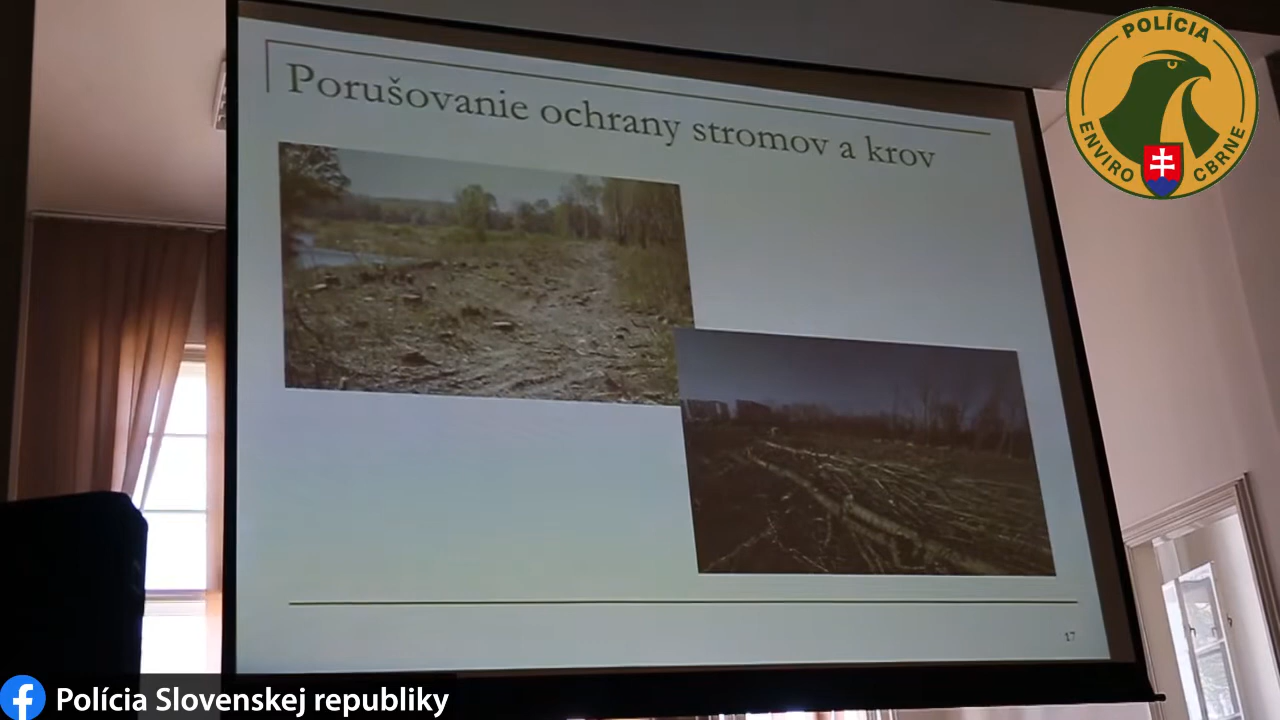 Porušovanie ochrany stromov a krov
17
POLÍCIA
ENVIRO CBRNE
Polícia Slovenskej republiky